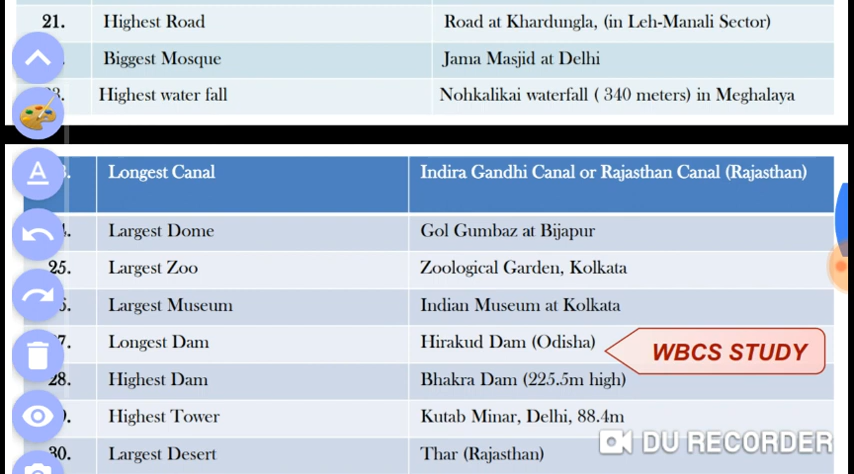 21. Highest Road Road at Khardungla, (in Leh-Manali Sector)
Biggest Mosque Jama Masjid at Delhi
Highest water fall Nohkalikai waterfall ( 340 meters) in Meghalaya
Longest Canal Indira Gandhi Canal or Rajasthan Canal (Rajasthan)
Largest Dome Gol Gumbaz at Bijapur
25. Largest Zoo Zoological Garden, Kolkata
Largest Museum Indian Museum at Kolkata
Longest Dam Hirakud Dam (Odisha)
WBCS STUDY
28. Highest Dam Bhakra Dam (225.5m high)
Highest Tower Kutab Minar, Delhi, 88.4m
DU RECORDER
30. Largest Desert Thar (Rajasthan)